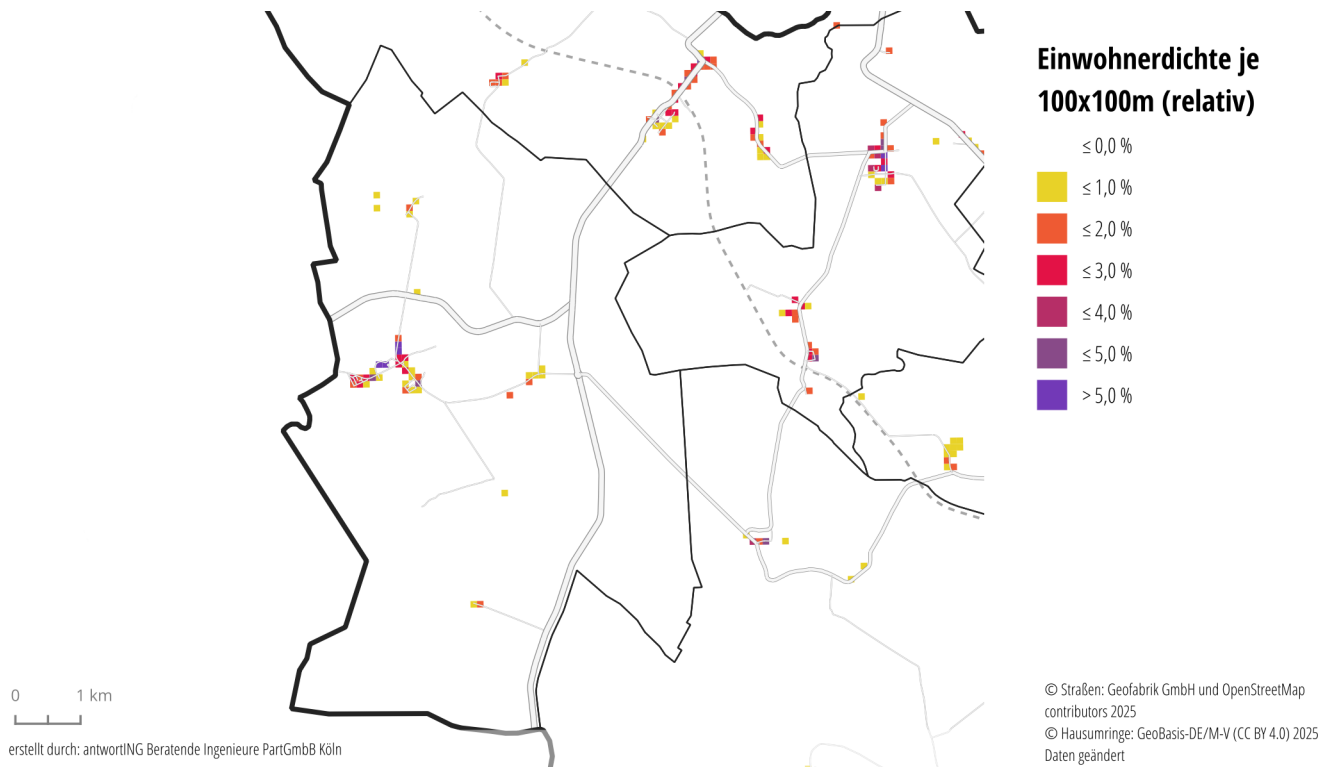 Einwohnerdichte je
100x100m (relativ)
≤ 0,0 %
≤ 1,0 %
≤ 2,0 %
≤ 3,0 %
≤ 4,0 %
≤ 5,0 %
> 5,0 %
0 1 km
erstellt durch: antwortING Beratende Ingenieure PartGmbB Köln
© Straßen: Geofabrik GmbH und OpenStreetMap
contributors 2025
© Hausumringe: GeoBasis-DE/M-V (CC BY 4.0) 2025
Daten geändert